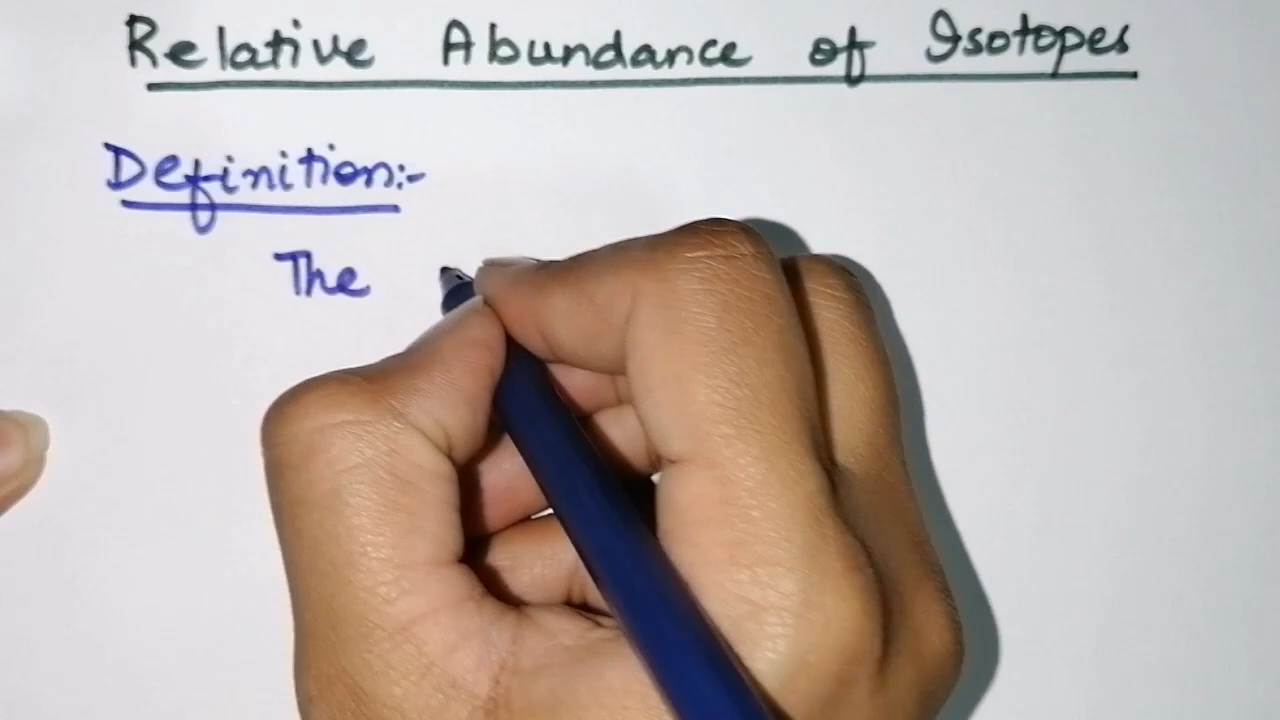 Relative Abundance of Isotopes
Definition:-
The